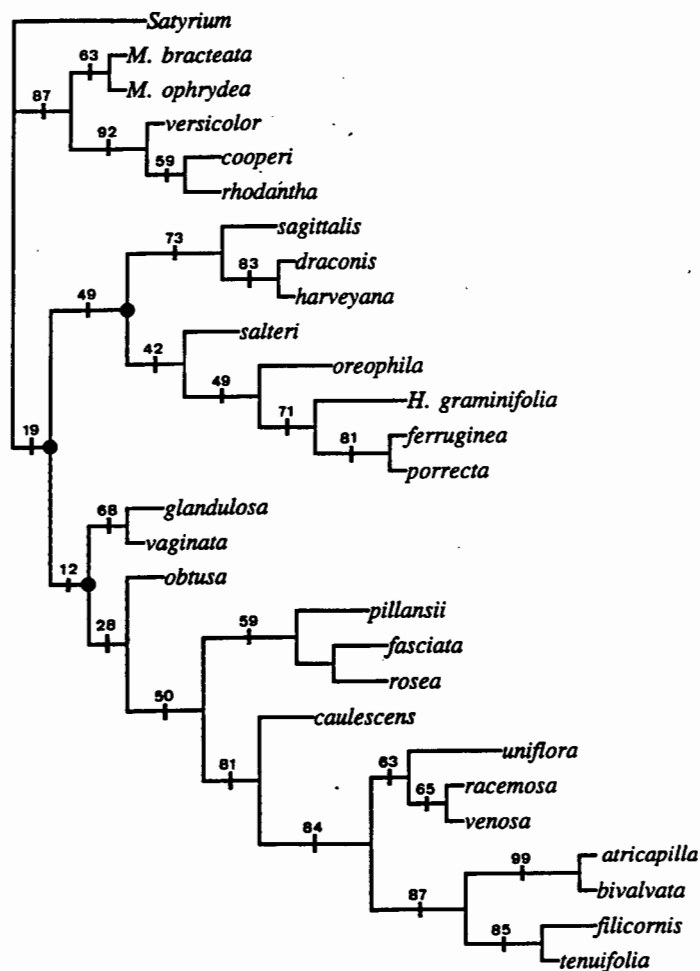 Satyrium
63
M. bracteata
87
M. ophrydea
92
versicolor
59
cooperi
rhodantha
73
sagittalis
83
draconis
harveyana
49
42
salteri
49
oreophila
71
H. graminifolia
81
ferruginea
19
porrecta
68
glandulosa
vaginata
12
obtusa
28
59
pillansii
fasciata
50
rosea
caulescens
81
63
uniflora
65
racemosa
84
venosa
99
atricapilla
87
bivalvata
85
filicornis
tenuifolia